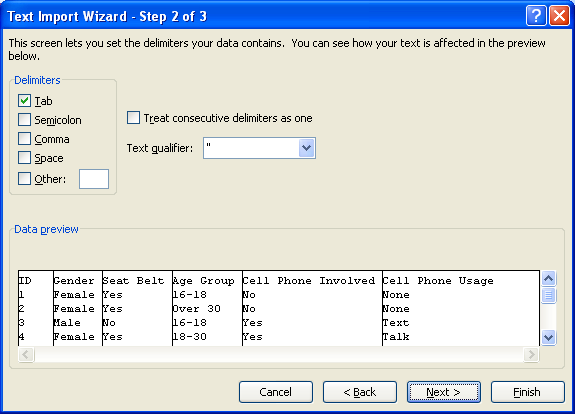 Text Import Wizard - Step 2 of 3
This screen lets you set the delimiters your data contains. You can see how your text is affected in the preview
below.
Delimiters
Tab
Semicolon
Comma
Space
Other:
Treat consecutive delimiters as one
Text qualifier: "
Data preview
ID Gender Seat Belt Age Group Cell Phone Involved Cell Phone Usage
1 Female Yes 16-18 No None
2 Female Yes Over 30 No None
3 Male No 16-18 Yes Text
4 Female Yes 18-30 Yes Talk
Cancel < Back Next > Finish